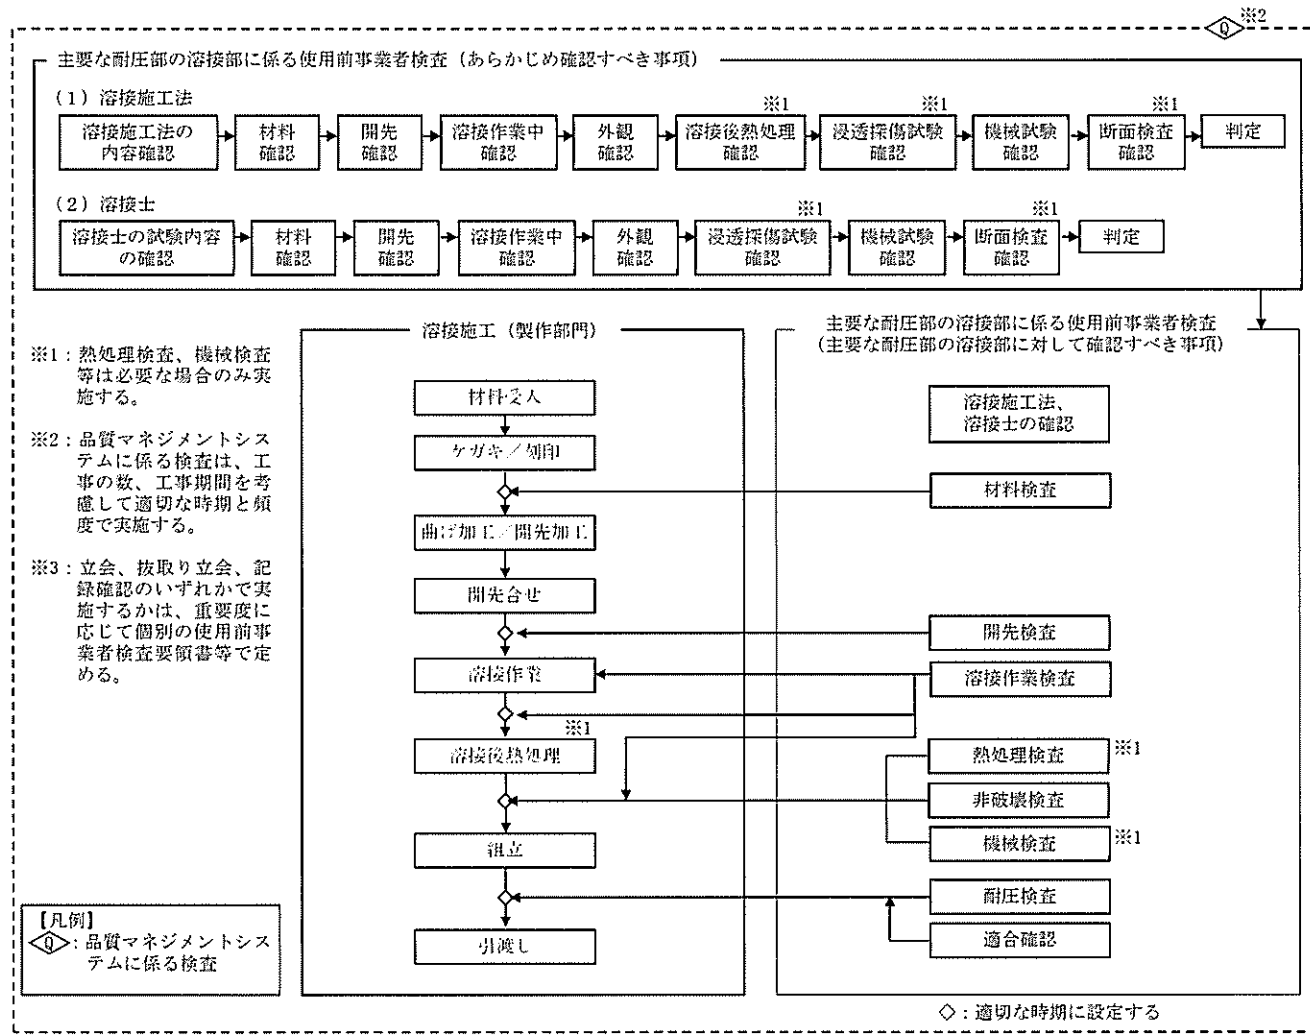 Q ※2
主要な耐圧部の溶接部に係る使用前事業者検査(あらかじめ確認すべき事項)
(1)溶接施工法
溶接施工法の
内容確認
材料
確認
開先
確認
溶接作業中
確認
外観
確認
※1
溶接後熱処理
確認
※1
浸透探傷試験
確認
機械試験
確認
※1
断面検査
確認
判定
(2)溶接士
溶接士の試験内容
の確認
材料
確認
開先
確認
溶接作業中
確認
外観
確認
※1
浸透探傷試験
確認
機械試験
確認
※1
断面検査
確認
判定
※1:熱処理検査、機械検査
等は必要な場合のみ実
施する。
※2:品質マネジメントシス
テムに係る検査は、工
事の数、工事期間を考
慮して適切な時期と頻
度で実施する。
※3:立会、抜取り立会、記
録確認のいずれかで実
施するかは、重要度に
応じて個別の使用前事
業者検査要領書等で定
める。
【凡例】
Q:品質マネジメントシス
テムに係る検査
溶接施工(製作部門)
材料受入
ケガキ/刻印
曲げ加工/開先加工
開先合せ
溶接作業
※1
溶接後熱処理
組立
引渡し
主要な耐圧部の溶接部に係る使用前事業者検査
(主要な耐圧部の溶接部に対して確認すべき事項)
溶接施工法、
溶接士の確認
材料検査
開先検査
溶接作業検査
熱処理検査 ※1
非破壊検査
機械検査 ※1
耐圧検査
適合確認
◇:適切な時期に設定する